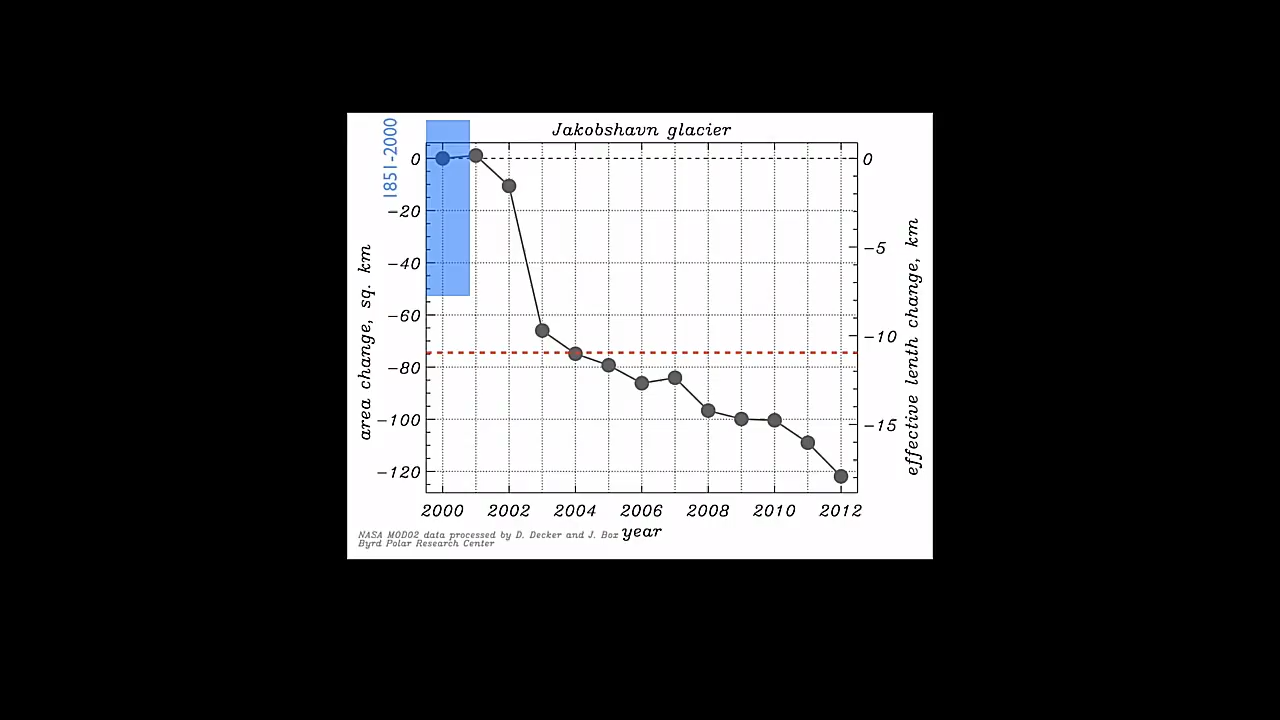 Jakobshavn glacier
1851-2000
0
-20
-40
-60
-80
-100
-120
area change, sq. km
0
-5
-10
-15
effective lenth change, km
2000 2002 2004 2006 2008 2010 2012
year
NASA MOD02 data processed by D. Decker and J. Box
Byrd Polar Research Center